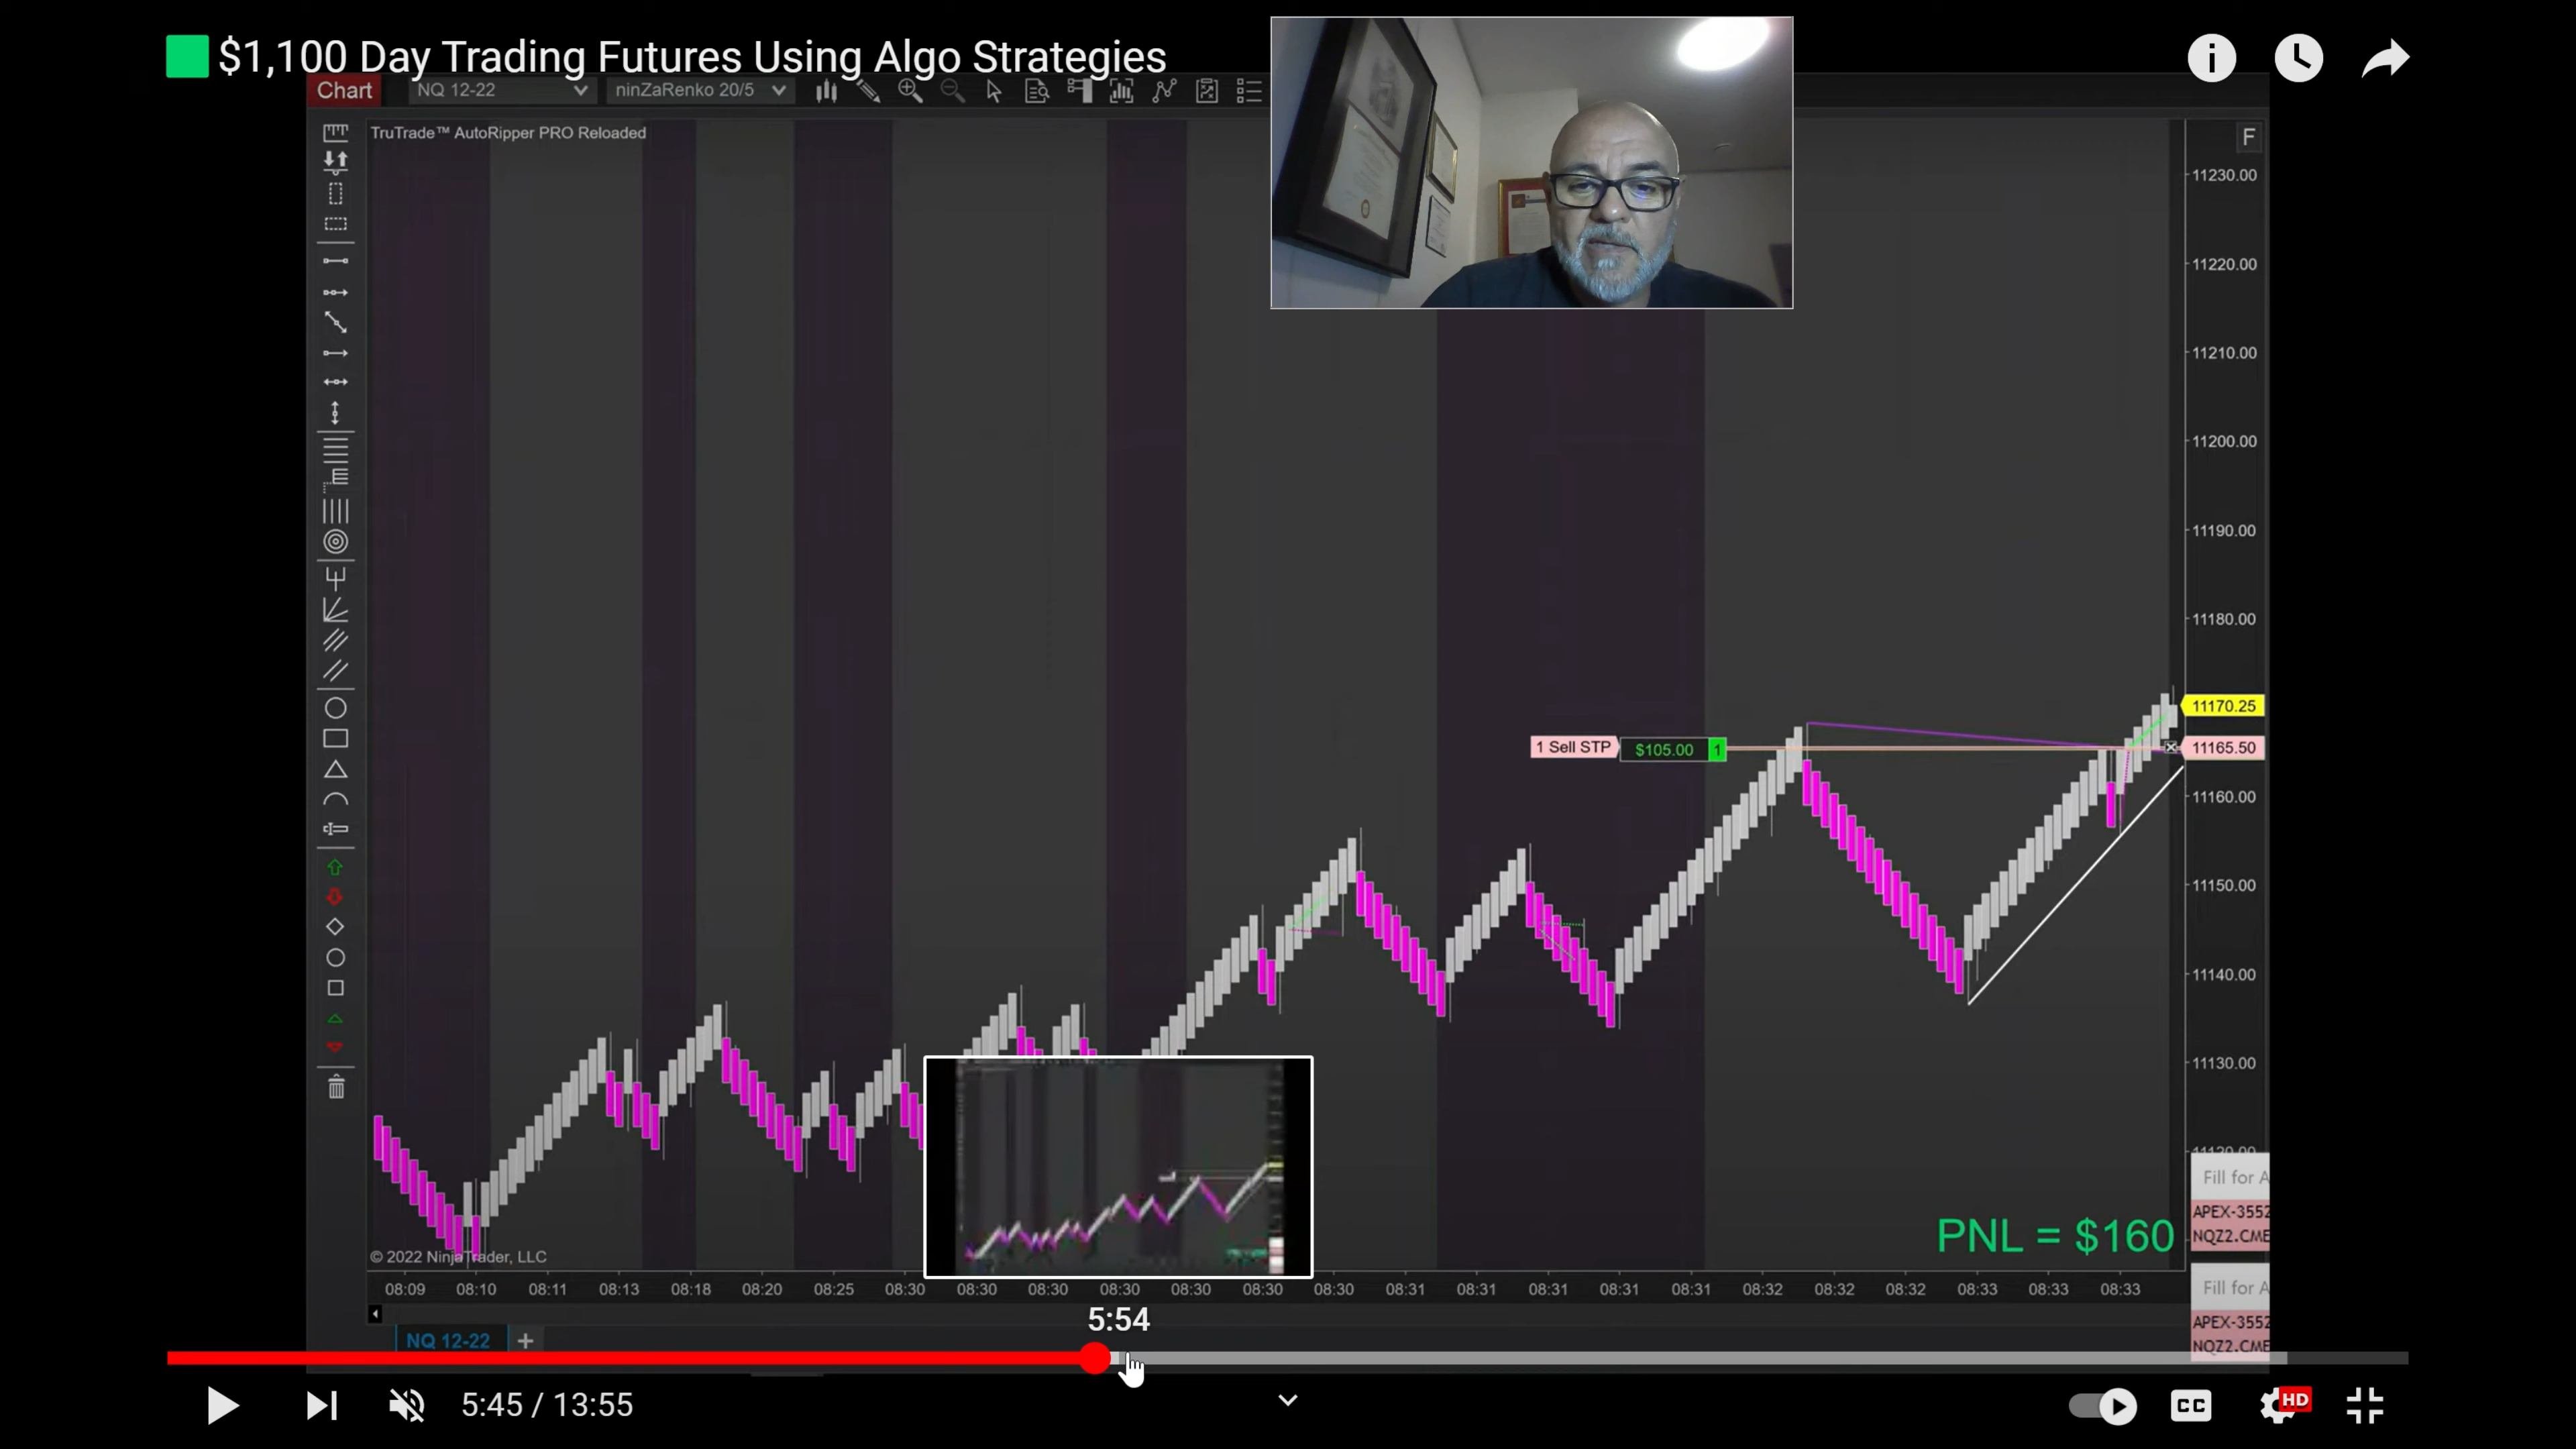 $1,100 Day Trading Futures Using Algo Strategies
Chart
NQ 12-22
ninZaRenko 20/5
TruTrade™ AutoRipper PRO Reloaded
F
11230.00
11220.00
11210.00
11200.00
11190.00
11180.00
11170.25
1 Sell STP $105.00 1
11165.50
11160.00
11150.00
11140.00
11130.00
11120.00
Fill for A
APEX-3552
NQZ2.CME
PNL = $160
© 2022 NinjaTrader, LLC
Fill for A
APEX-3552
NQZ2.CME
08:09 08:10 08:11 08:13 08:18 08:20 08:25 08:30 08:30 08:30 08:30 08:30 08:30 08:30 08:31 08:31 08:31 08:31 08:31 08:32 08:32 08:32 08:33 08:33 08:33
5:54
NQ 12-22 +
5:45 / 13:55
CC
HD